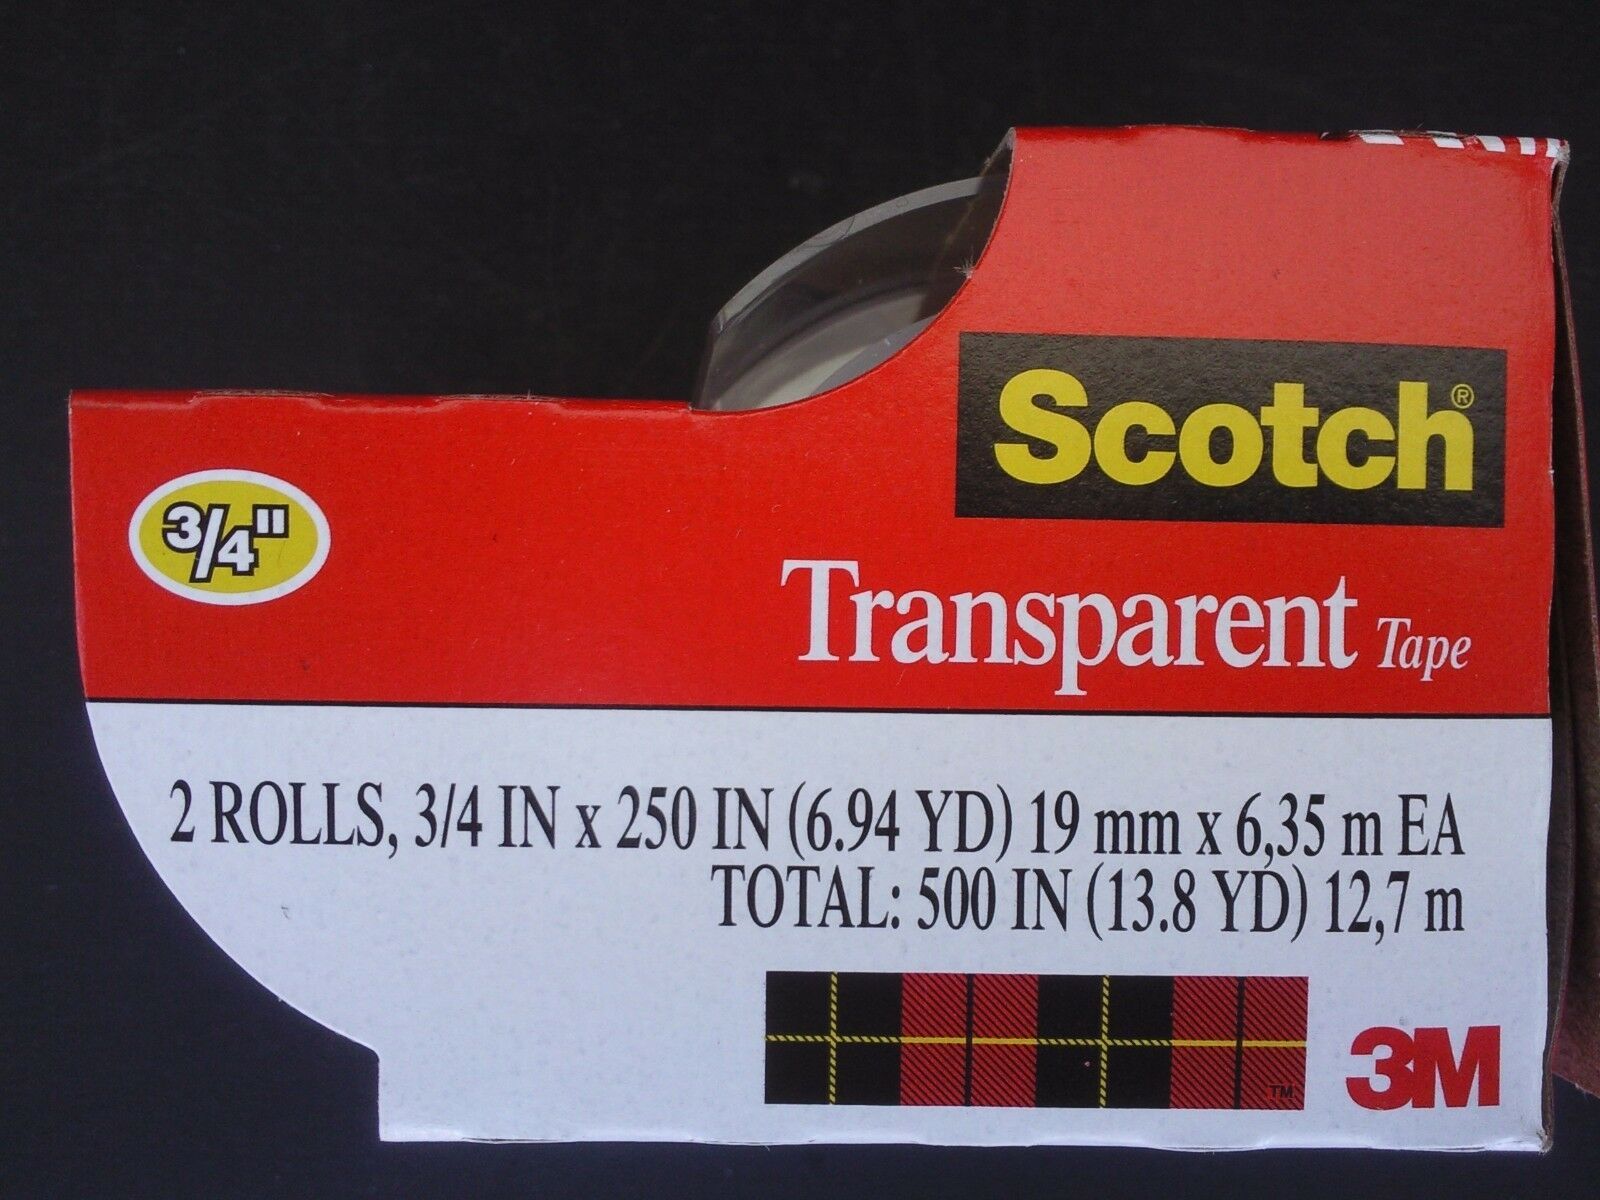 Scotch®
3/4"
Transparent Tape
2 ROLLS, 3/4 IN x 250 IN (6.94 YD) 19 mm x 6,35 m EA
TOTAL: 500 IN (13.8 YD) 12,7 m
TM
3M